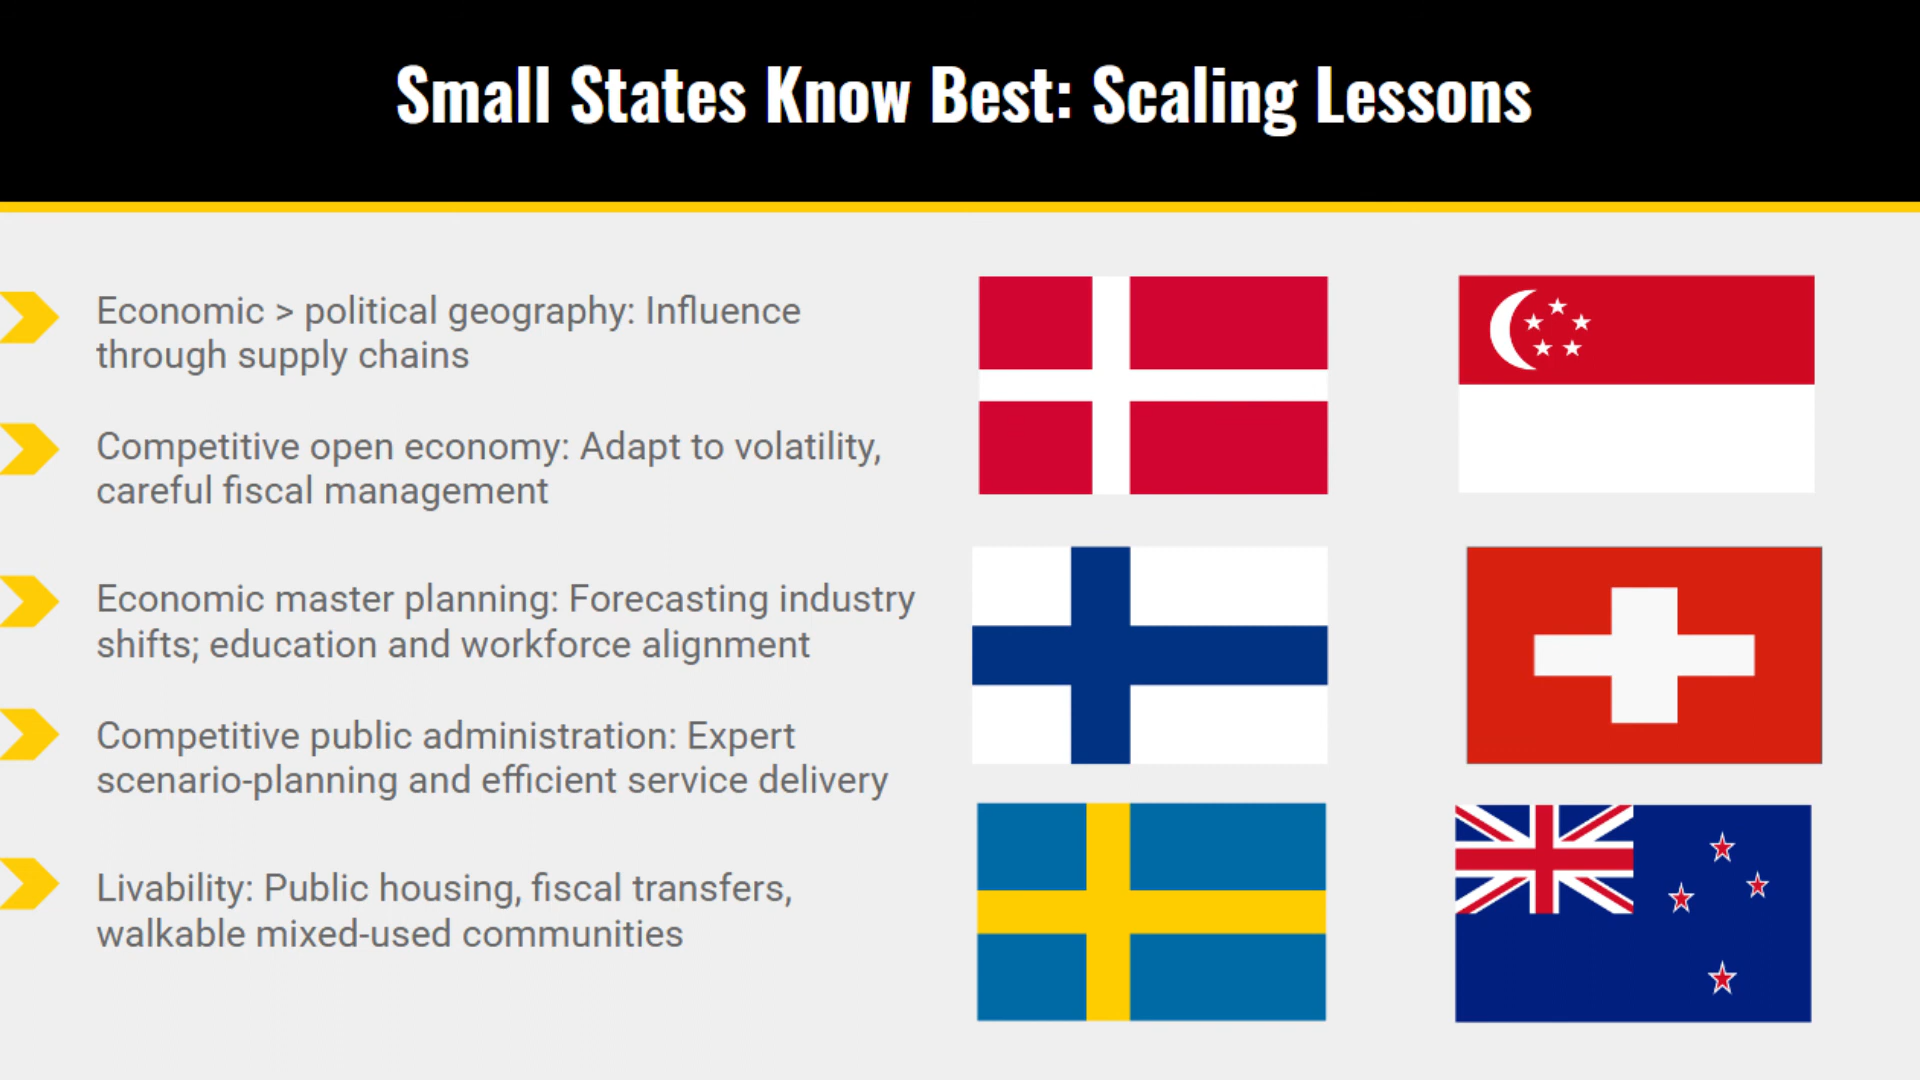 Small States Know Best: Scaling Lessons
Economic > political geography: Influence
through supply chains
Competitive open economy: Adapt to volatility,
careful fiscal management
Economic master planning: Forecasting industry
shifts; education and workforce alignment
Competitive public administration: Expert
scenario-planning and efficient service delivery
Livability: Public housing, fiscal transfers,
walkable mixed-used communities